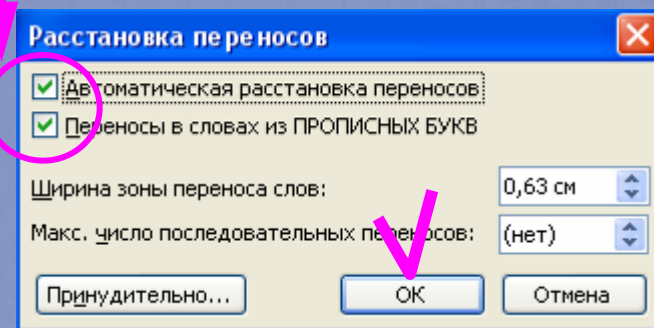 Расстановка переносов
Автоматическая расстановка переносов
Переносы в словах из ПРОПИСНЫХ БУКВ
Ширина зоны переноса слов: 0,63 см
Макс. число последовательных переносов: (нет)
Принудительно... ОК Отмена